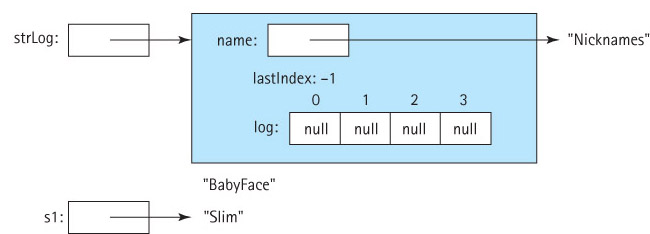 strLog:
name:
"Nicknames"
lastIndex: –1
0 1 2 3
log: null null null null
"BabyFace"
s1: "Slim"